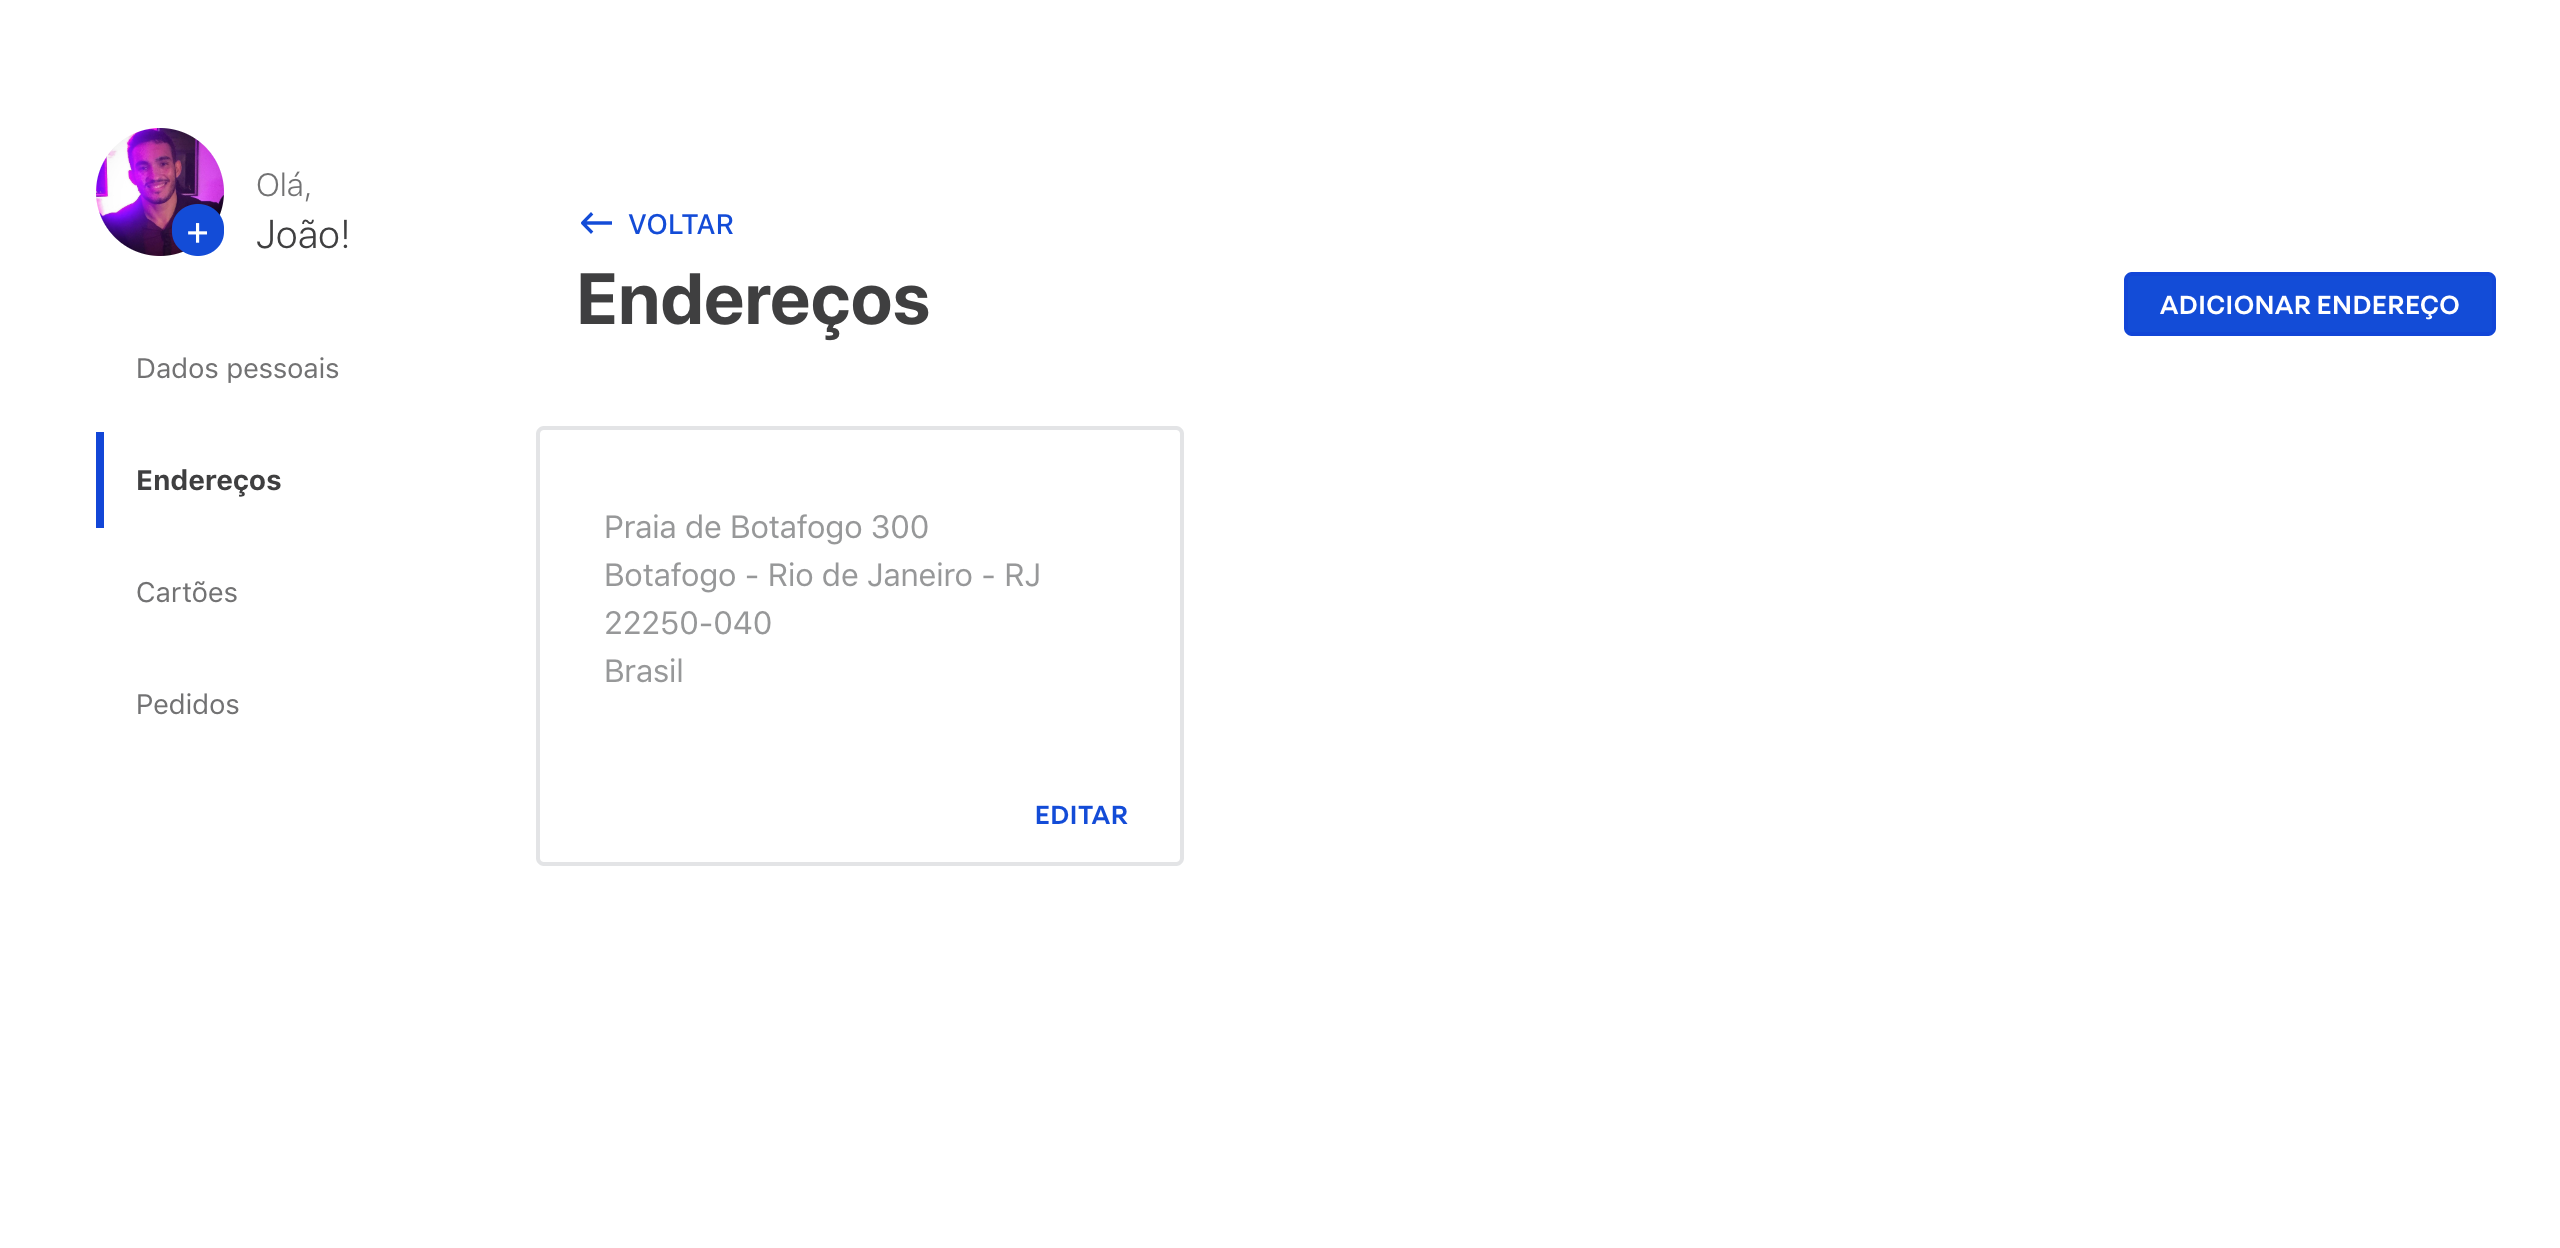 Olá,
João!
Dados pessoais
Endereços
Cartões
Pedidos
VOLTAR
Endereços
ADICIONAR ENDEREÇO
Praia de Botafogo 300
Botafogo - Rio de Janeiro - RJ
22250-040
Brasil
EDITAR